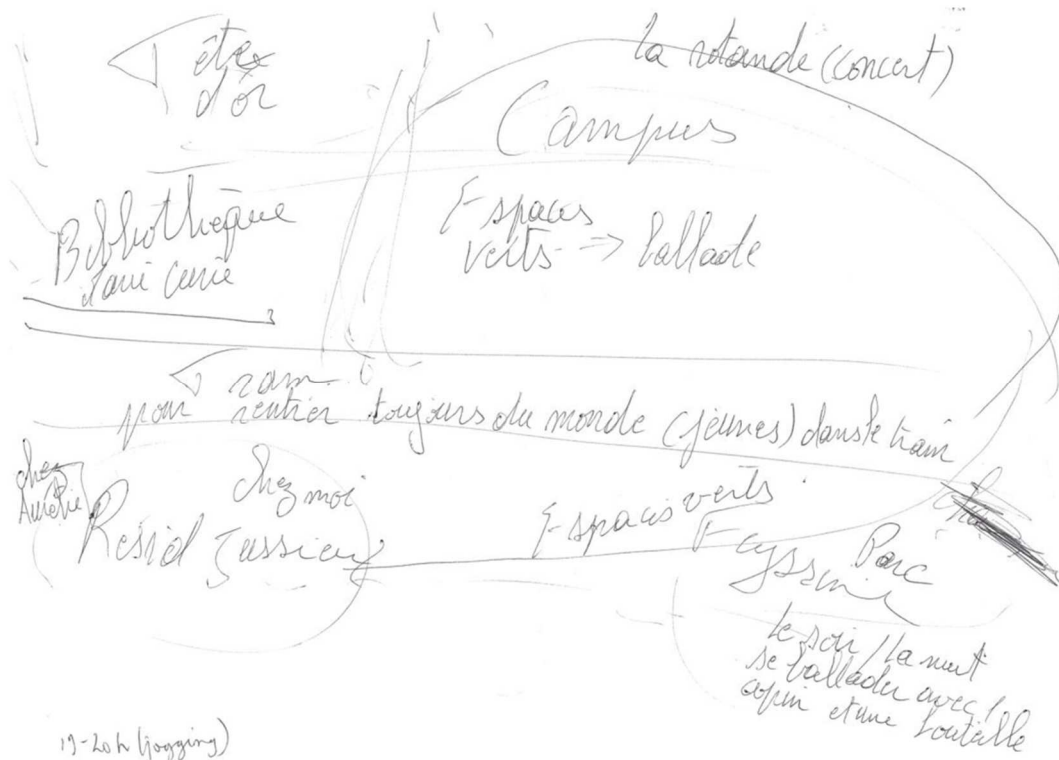 Têtex
d'or
la rotande (concert)
Campus
Bibliothèque
Marie Curie
Espaces
verts => ballade
Tram
pour rentrer toujours du monde (jeunes) dans le train
chez
Aurélie
chez moi
Résid Jussieu
Espaces verts
Parc
Feyssine
le soir / la nuit
se ballader avec 1
copin et une bouteille
19-20h (jogging)